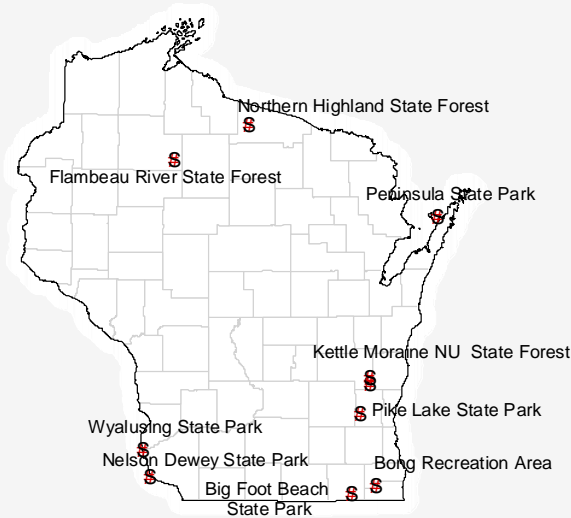 Northern Highland State Forest
Flambeau River State Forest
Peninsula State Park
Kettle Moraine NU  State Forest
Pike Lake State Park
Wyalusing State Park
Nelson Dewey State Park
Bong Recreation Area
Big Foot Beach
State Park